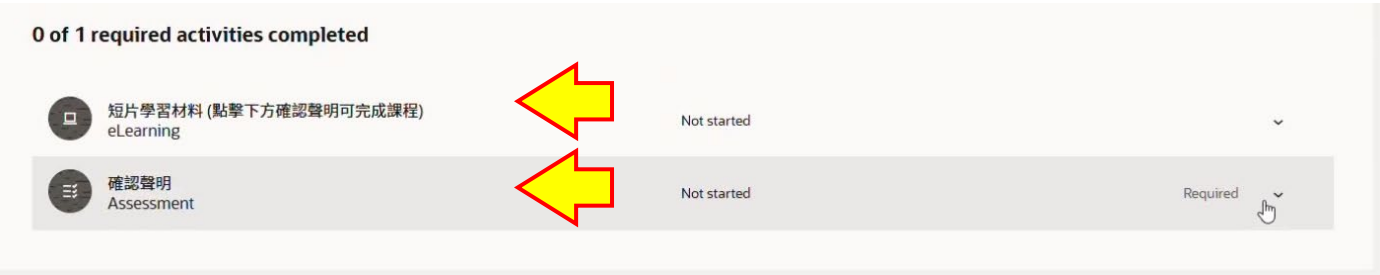 0 of 1 required activities completed
短片學習材料 (點擊下方確認聲明可完成課程)
eLearning
Not started
確認聲明
Assessment
Not started
Required